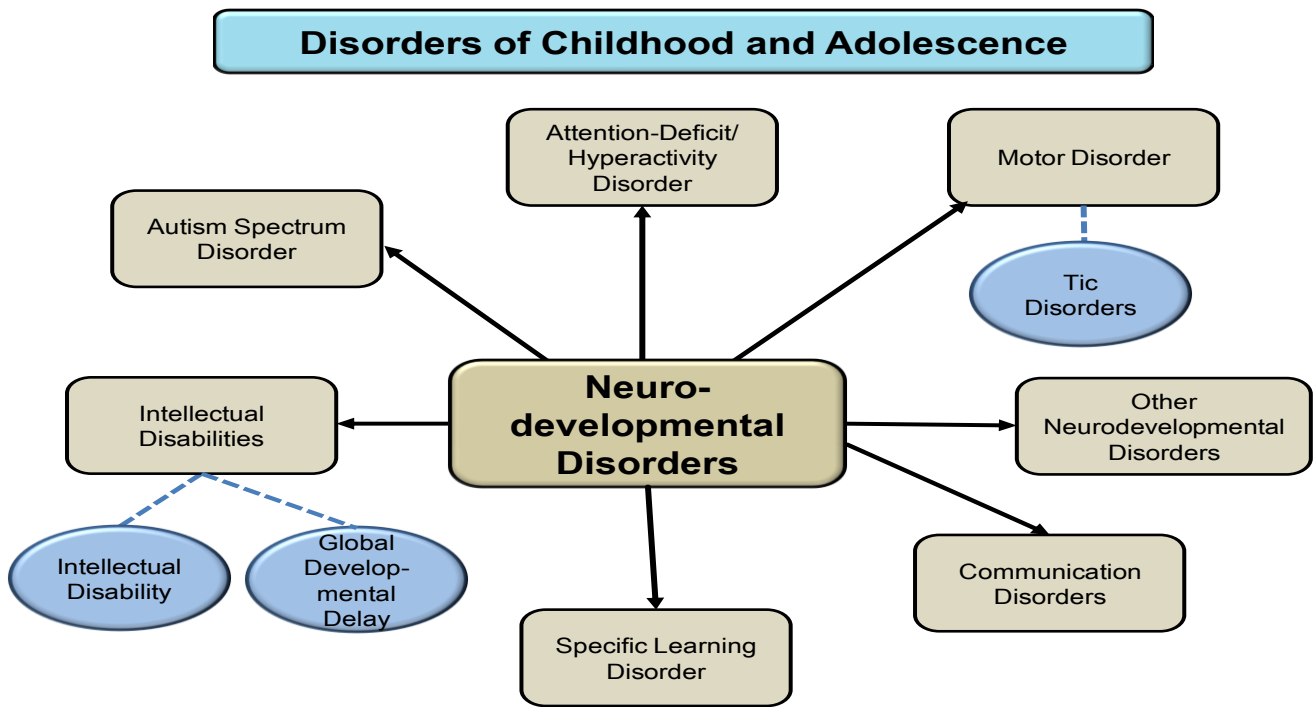 Disorders of Childhood and Adolescence
Attention-Deficit/
Hyperactivity
Disorder
Motor Disorder
Autism Spectrum
Disorder
Tic
Disorders
Neuro-
developmental
Disorders
Intellectual
Disabilities
Other
Neurodevelopmental
Disorders
Intellectual
Disability
Global
Develop-
mental
Delay
Communication
Disorders
Specific Learning
Disorder